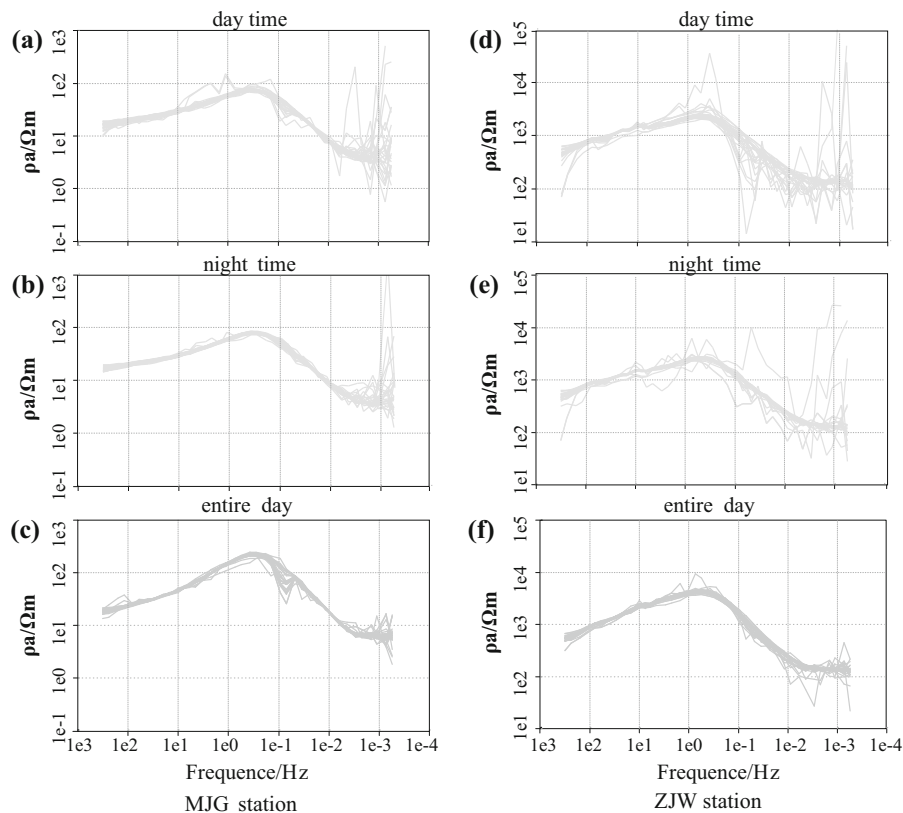 day time
(a)
ρa/Ωm
1e3
1e2
1e1
1e0
1e-1
night time
(b)
ρa/Ωm
1e3
1e2
1e1
1e0
1e-1
entire day
(c)
ρa/Ωm
1e3
1e2
1e1
1e0
1e-1
1e3 1e2 1e1 1e0 1e-1 1e-2 1e-3 1e-4
Frequence/Hz
MJG station
day time
(d)
ρa/Ωm
1e5
1e4
1e3
1e2
1e1
night time
(e)
ρa/Ωm
1e5
1e4
1e3
1e2
1e1
entire day
(f)
ρa/Ωm
1e5
1e4
1e3
1e2
1e1
1e3 1e2 1e1 1e0 1e-1 1e-2 1e-3 1e-4
Frequence/Hz
ZJW station